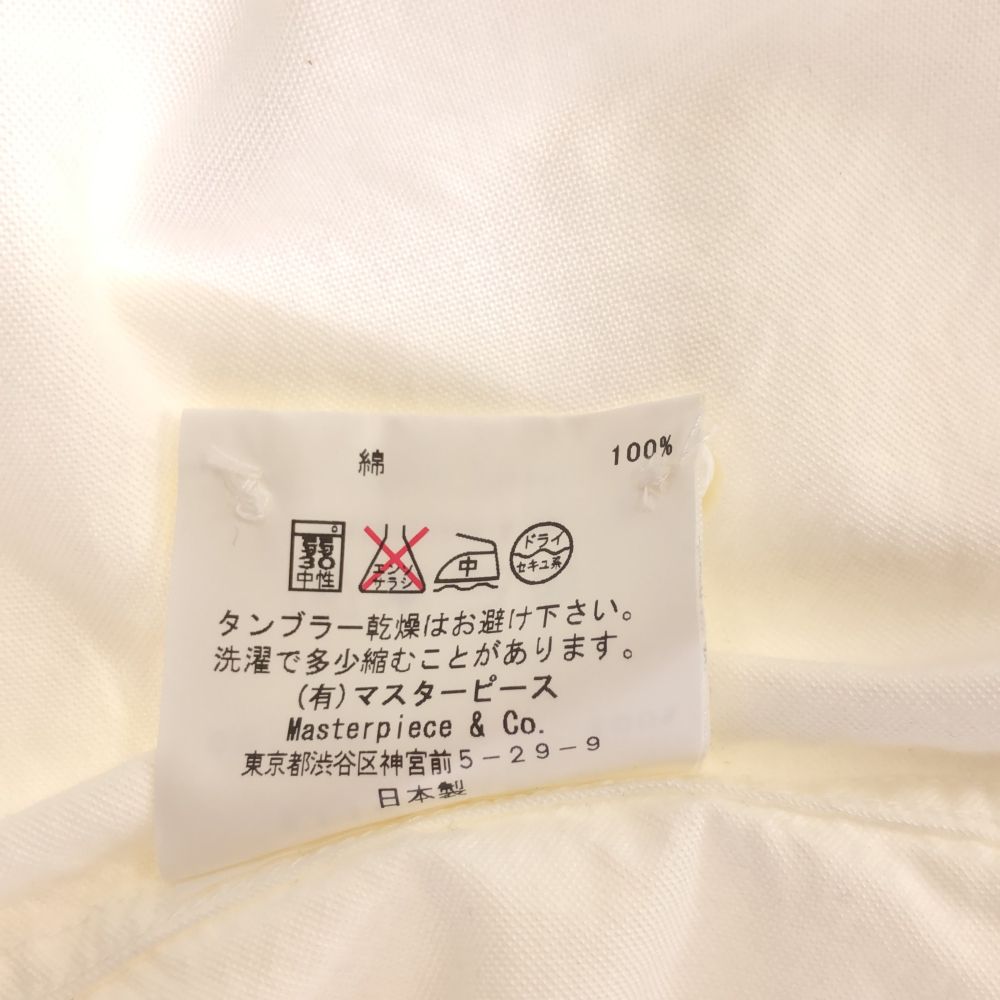 綿 100%
弱
30
中性
エンソ
サラシ
中
ドライ
セキユ系
タンブラー乾燥はお避け下さい。
洗濯で多少縮むことがあります。
(有)マスターピース
Masterpiece & Co.
東京都渋谷区神宮前5-29-9
日本製